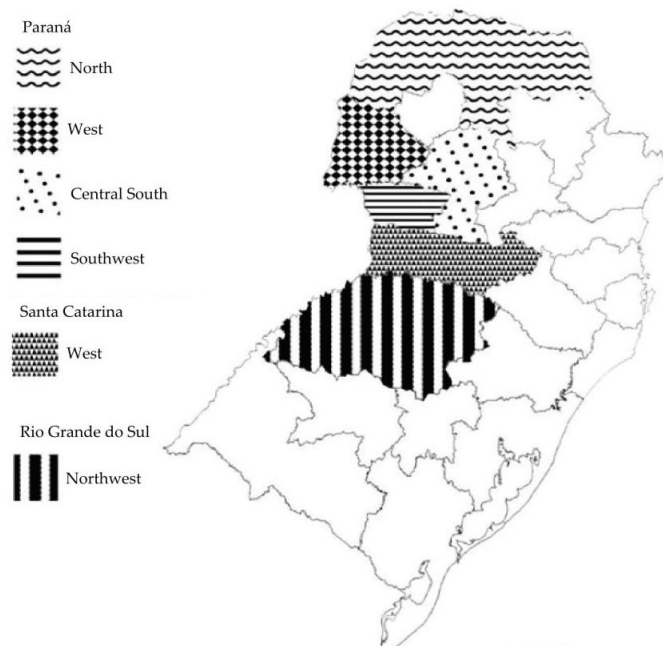 Paraná
North
West
Central South
Southwest
Santa Catarina
West
Rio Grande do Sul
Northwest